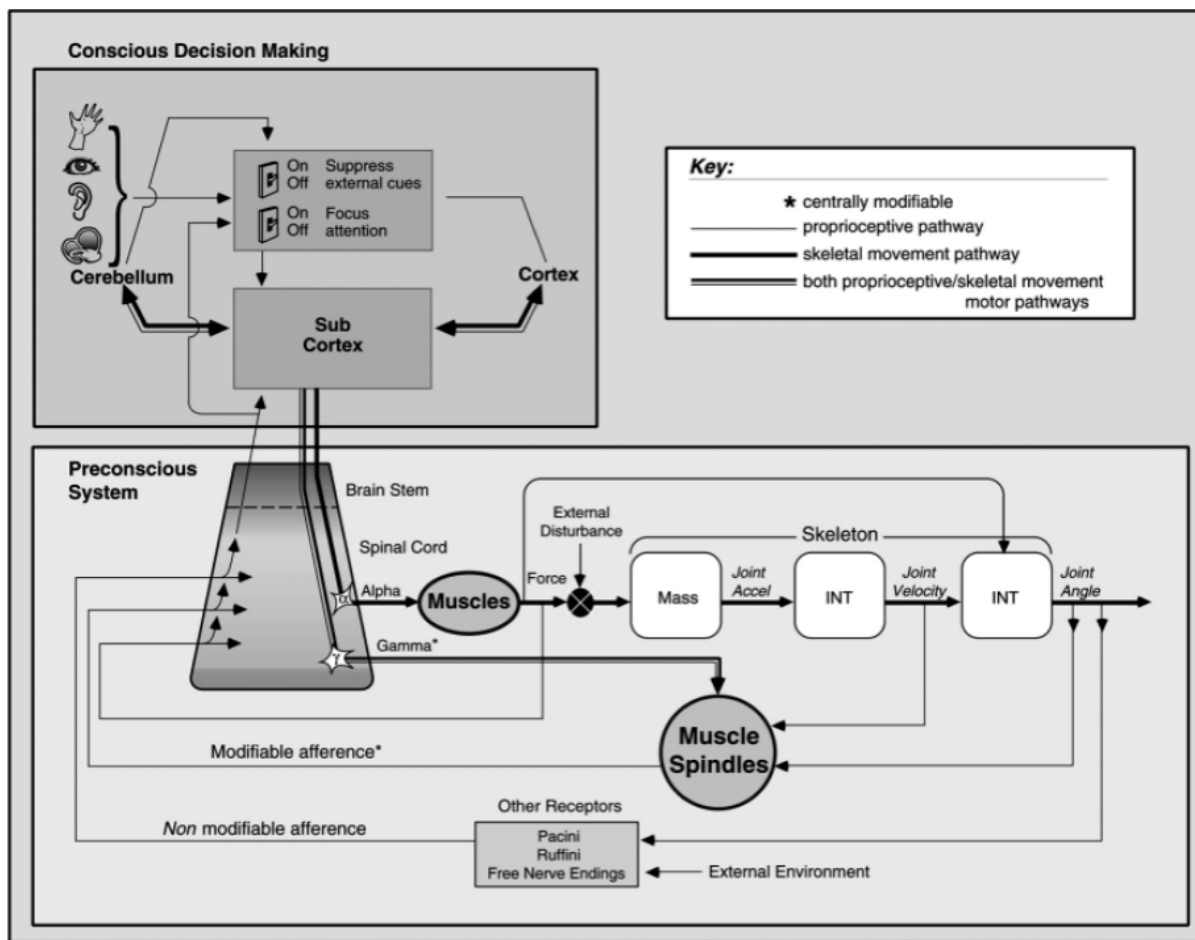 Conscious Decision Making
On Suppress
Off external cues
On Focus
Off attention
Cerebellum
Cortex
Sub
Cortex
Key:
* centrally modifiable
proprioceptive pathway
skeletal movement pathway
both proprioceptive/skeletal movement
motor pathways
Preconscious
System
Brain Stem
Spinal Cord
External
Disturbance
Skeleton
α
Alpha
Muscles
Force
Mass
Joint
Accel
INT
Joint
Velocity
INT
Joint
Angle
γ
Gamma*
Muscle
Spindles
Modifiable afference*
Other Receptors
Non modifiable afference
Pacini
Ruffini
Free Nerve Endings
External Environment